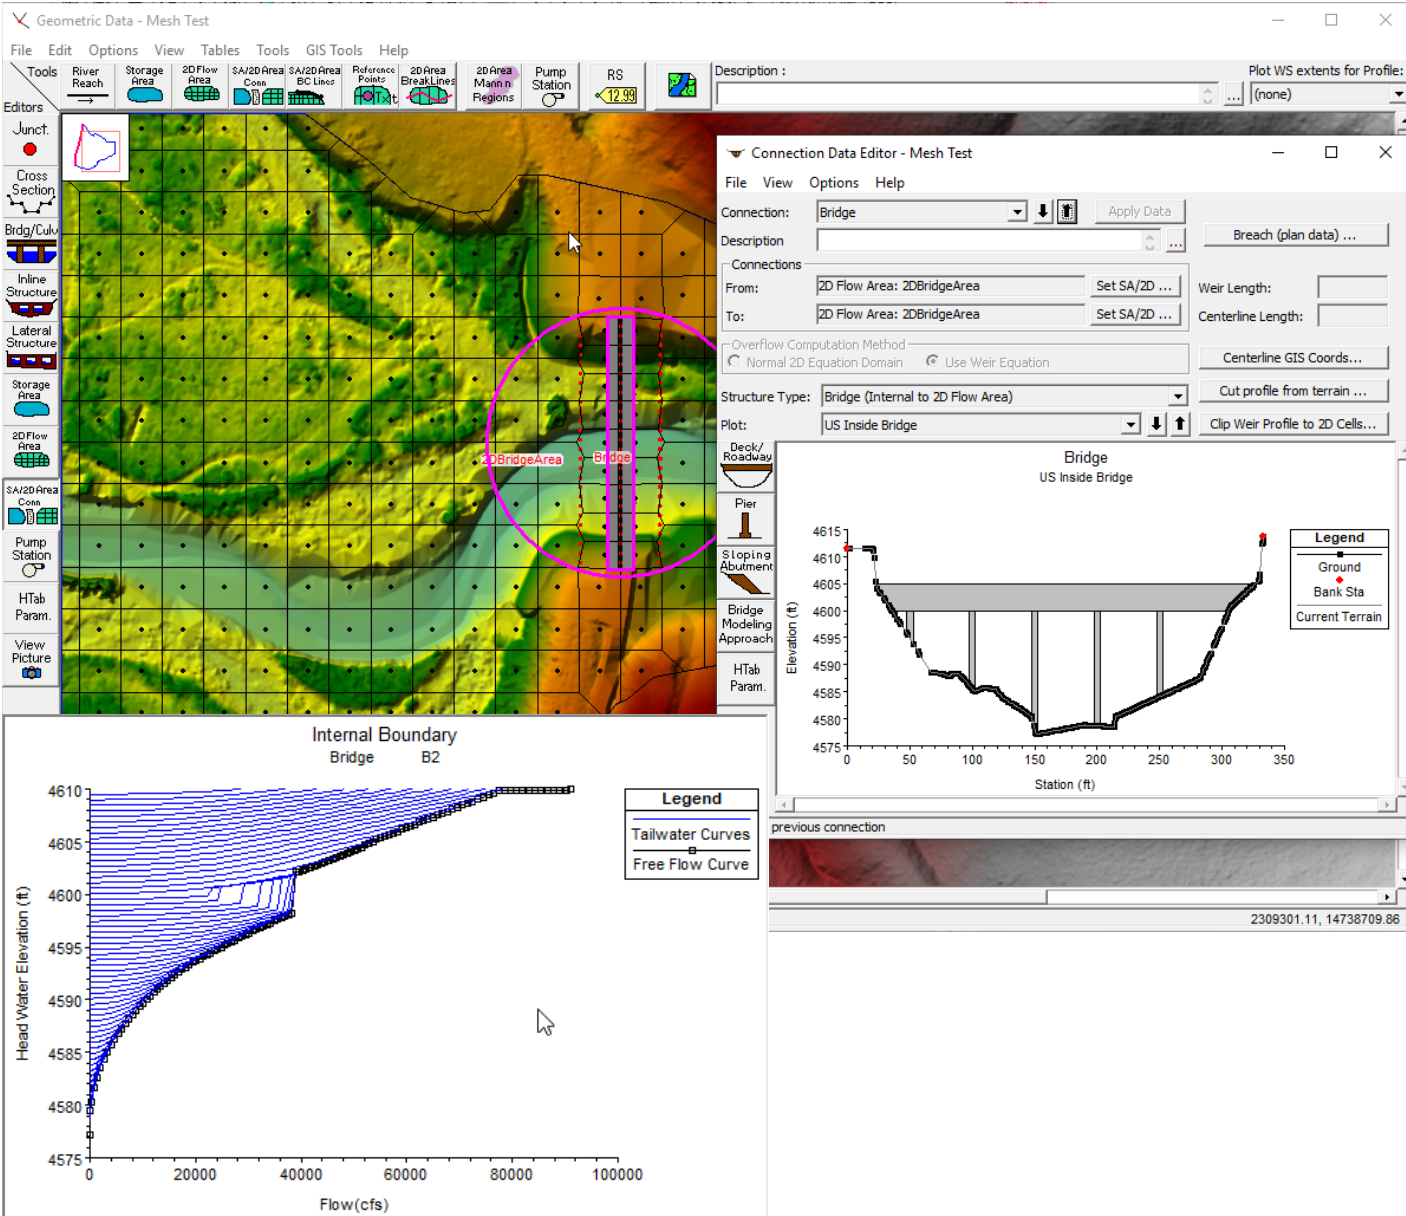 Geometric Data - Mesh Test
File Edit Options View Tables Tools GIS Tools Help
Tools
Editors
River
Reach
Storage
Area
2D Flow
Area
SA/2D Area
Conn
SA/2D Area
BC Lines
Reference
Points
2D Area
BreakLines
2D Area
Mann n
Regions
Pump
Station
RS
12.99
Description :
...
Plot WS extents for Profile:
(none)
Junct.
Cross
Section
Brdg/Culv
Inline
Structure
Lateral
Structure
Storage
Area
2D Flow
Area
SA/2D Area
Conn
Pump
Station
HTab
Param.
View
Picture
2DBridgeArea
Bridge
Connection Data Editor - Mesh Test
File View Options Help
Connection: Bridge
Apply Data
Description
...
Breach (plan data) ...
Connections
From: 2D Flow Area: 2DBridgeArea Set SA/2D ...
To: 2D Flow Area: 2DBridgeArea Set SA/2D ...
Weir Length:
Centerline Length:
Overflow Computation Method
Normal 2D Equation Domain Use Weir Equation
Centerline GIS Coords...
Structure Type: Bridge (Internal to 2D Flow Area)
Cut profile from terrain ...
Plot: US Inside Bridge
Clip Weir Profile to 2D Cells...
Deck/
Roadway
Pier
Sloping
Abutment
Bridge
Modeling
Approach
HTab
Param.
Bridge
US Inside Bridge
Elevation (ft)
4615
4610
4605
4600
4595
4590
4585
4580
4575
0 50 100 150 200 250 300 350
Station (ft)
Legend
Ground
Bank Sta
Current Terrain
previous connection
2309301.11, 14738709.86
Internal Boundary
Bridge B2
Head Water Elevation (ft)
4610
4605
4600
4595
4590
4585
4580
4575
0 20000 40000 60000 80000 100000
Flow(cfs)
Legend
Tailwater Curves
Free Flow Curve